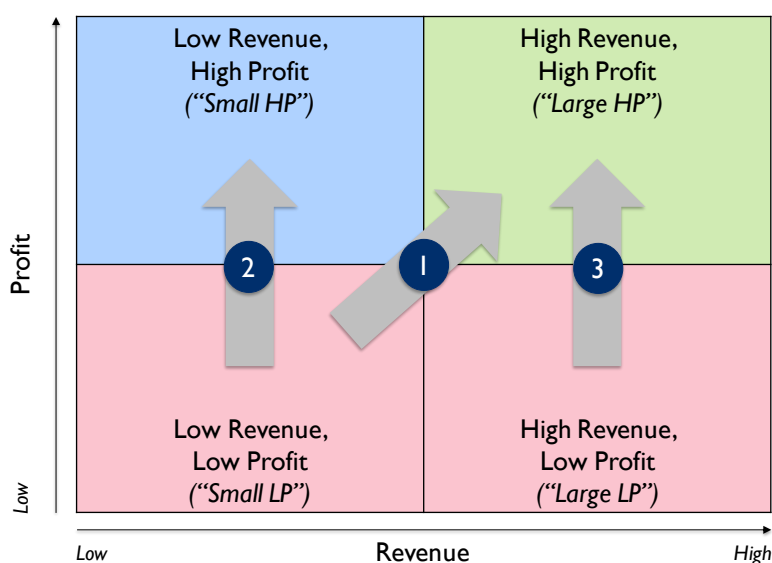 Low Revenue,
High Profit
(“Small HP”)
High Revenue,
High Profit
(“Large HP”)
Profit
2
1
3
Low Revenue,
Low Profit
(“Small LP”)
High Revenue,
Low Profit
(“Large LP”)
Low
Low
Revenue
High